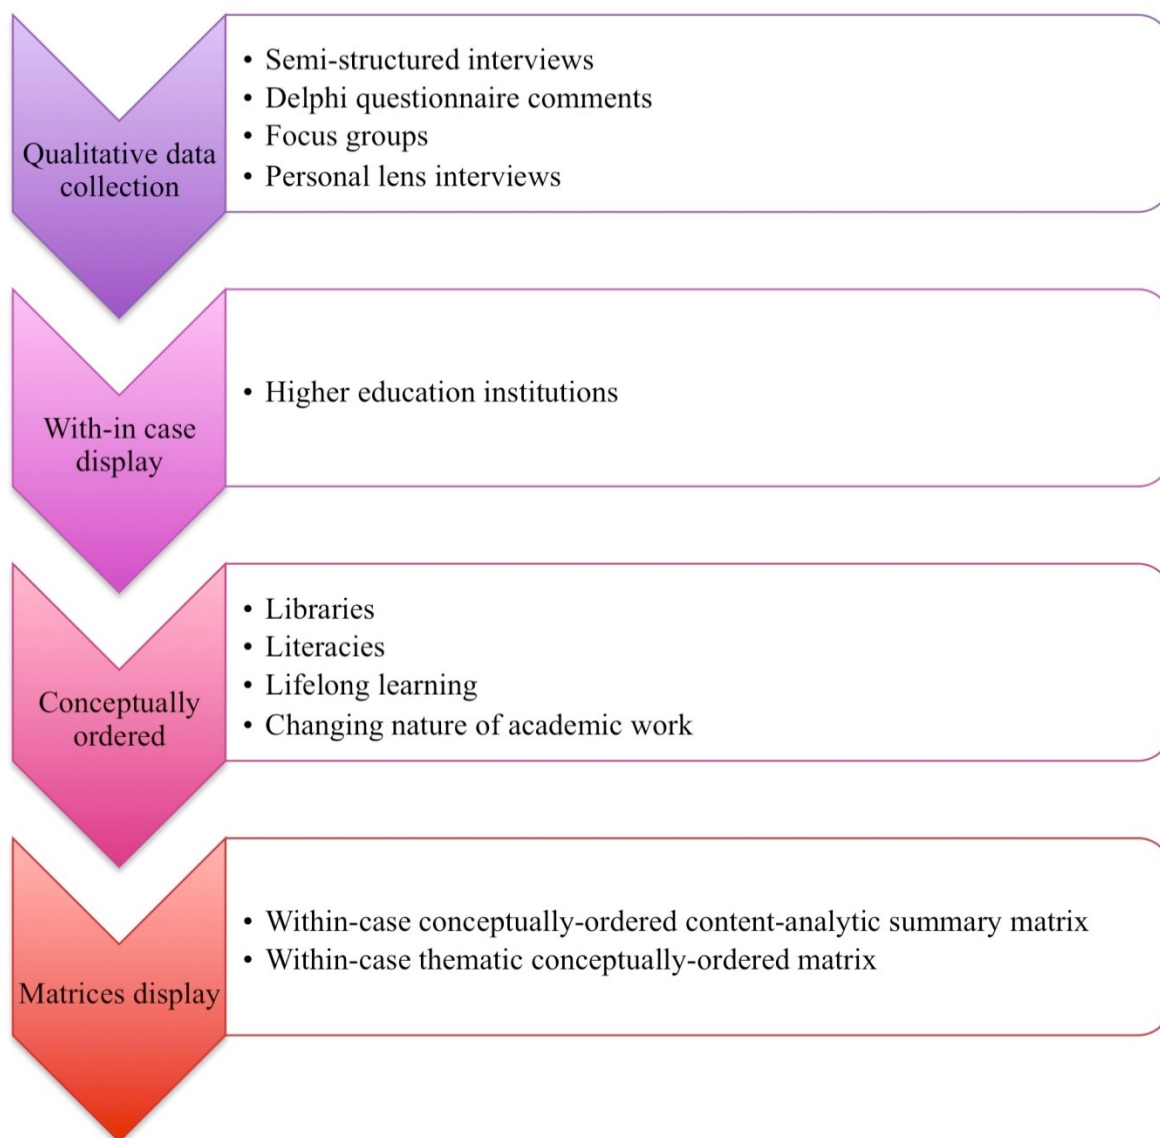 Qualitative data
collection
• Semi-structured interviews
• Delphi questionnaire comments
• Focus groups
• Personal lens interviews
With-in case
display
• Higher education institutions
Conceptually
ordered
• Libraries
• Literacies
• Lifelong learning
• Changing nature of academic work
Matrices display
• Within-case conceptually-ordered content-analytic summary matrix
• Within-case thematic conceptually-ordered matrix